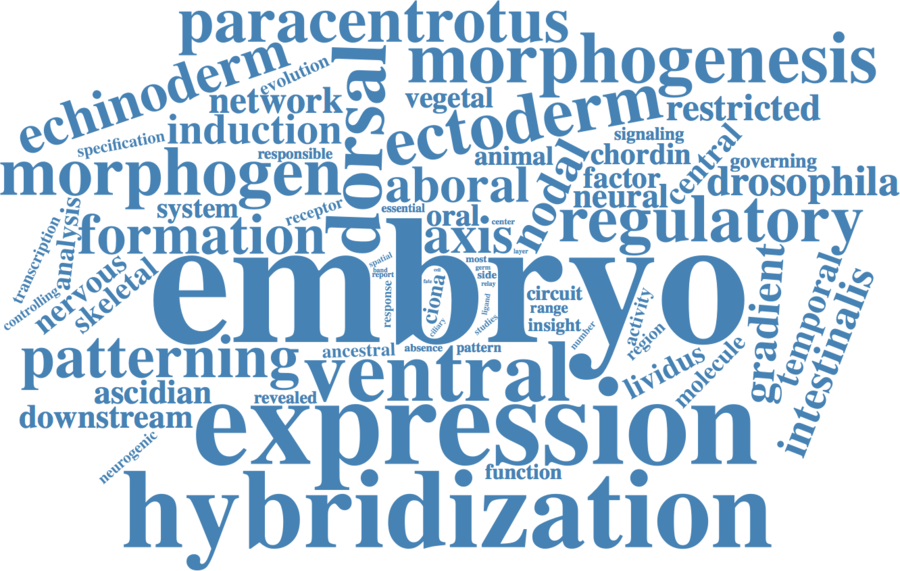 paracentrotus
morphogenesis
echinoderm
evolution
dorsal
network
vegetal
ectoderm
restricted
specification
induction
responsible
animal
signaling
chordin
central
governing
morphogen
aboral
nodal
factor
neural
drosophila
system
receptor
essential
oral
center
regulatory
transcription
analysis
formation
axis
layer
controlling
nervous
skeletal
embryo
spatial
band
report
response
cell
fate
ciona
ciliary
most
germ
side
relay
ligand
studies
circuit
range
insight
number
activity
region
gradient
temporal
intestinalis
patterning
ancestral
absence
pattern
ventral
lividus
molecule
ascidian
revealed
downstream
expression
neurogenic
function
hybridization